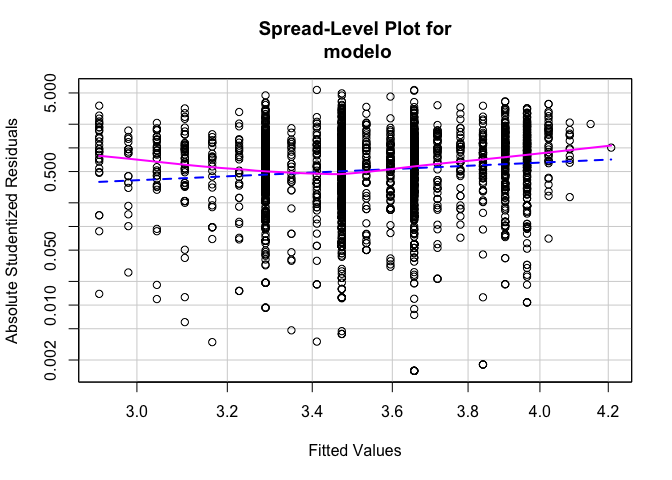 Spread-Level Plot for
modelo
Absolute Studentized Residuals
5.000
0.500
0.050
0.010
0.002
3.0 3.2 3.4 3.6 3.8 4.0 4.2
Fitted Values